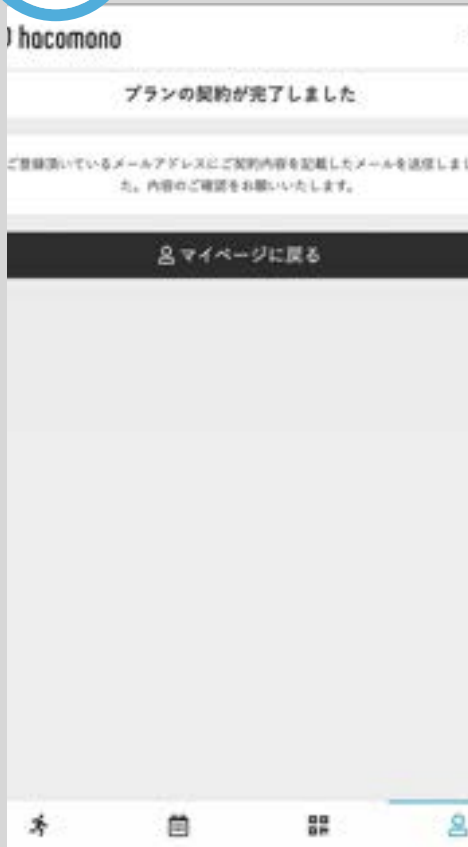 hacomono
プランの契約が完了しました
ご登録頂いているメールアドレスにご契約内容を記載したメールを送信しまし
た。内容のご確認をお願いいたします。
マイページに戻る